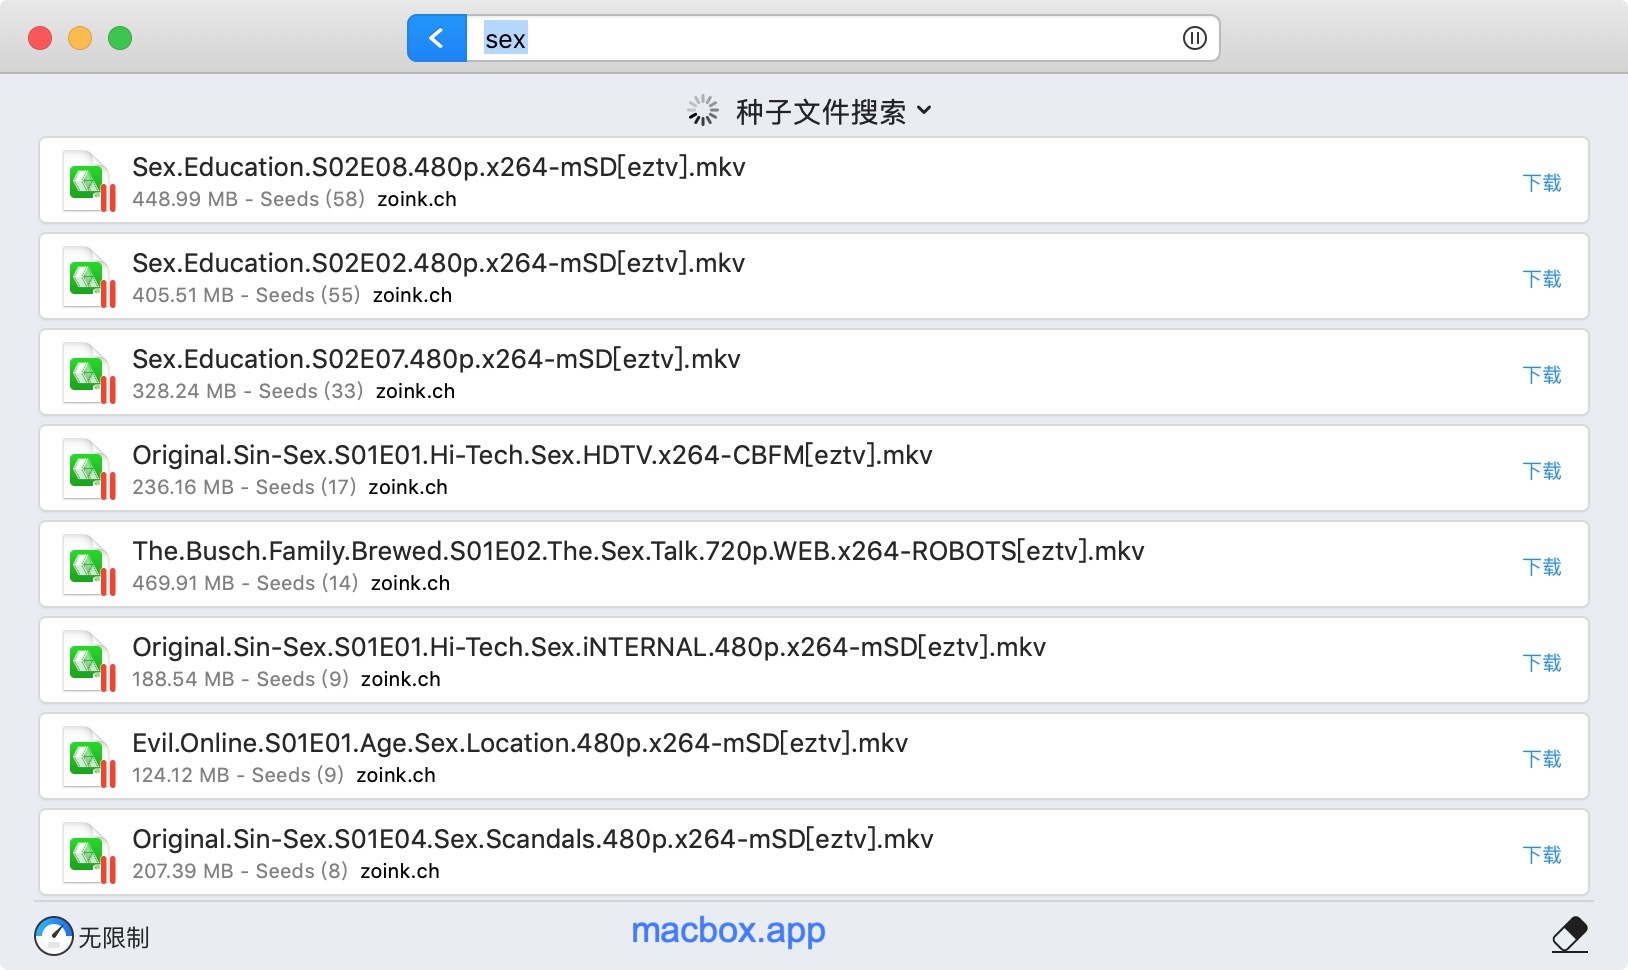 sex
种子文件搜索
Sex.Education.S02E08.480p.x264-mSD[eztv].mkv
448.99 MB - Seeds (58) zoink.ch
下载
Sex.Education.S02E02.480p.x264-mSD[eztv].mkv
405.51 MB - Seeds (55) zoink.ch
下载
Sex.Education.S02E07.480p.x264-mSD[eztv].mkv
328.24 MB - Seeds (33) zoink.ch
下载
Original.Sin-Sex.S01E01.Hi-Tech.Sex.HDTV.x264-CBFM[eztv].mkv
236.16 MB - Seeds (17) zoink.ch
下载
The.Busch.Family.Brewed.S01E02.The.Sex.Talk.720p.WEB.x264-ROBOTS[eztv].mkv
469.91 MB - Seeds (14) zoink.ch
下载
Original.Sin-Sex.S01E01.Hi-Tech.Sex.iNTERNAL.480p.x264-mSD[eztv].mkv
188.54 MB - Seeds (9) zoink.ch
下载
Evil.Online.S01E01.Age.Sex.Location.480p.x264-mSD[eztv].mkv
124.12 MB - Seeds (9) zoink.ch
下载
Original.Sin-Sex.S01E04.Sex.Scandals.480p.x264-mSD[eztv].mkv
207.39 MB - Seeds (8) zoink.ch
下载
无限制
macbox.app